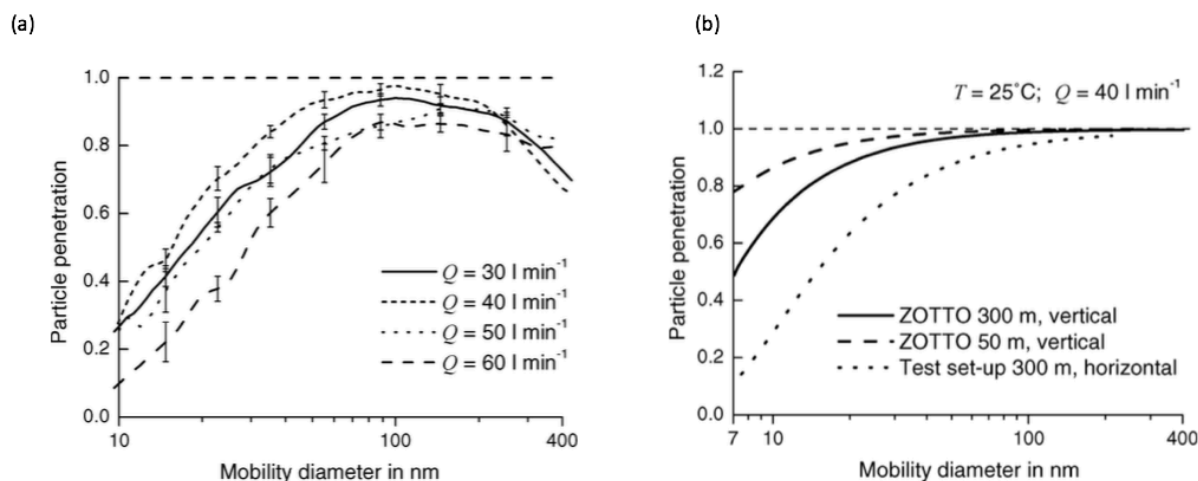 (a)
Particle penetration
1.0
0.8
0.6
0.4
0.2
0.0
Q = 30 l min⁻¹
Q = 40 l min⁻¹
Q = 50 l min⁻¹
Q = 60 l min⁻¹
10 100 400
Mobility diameter in nm
(b)
Particle penetration
1.2
1.0
0.8
0.6
0.4
0.2
0.0
T = 25°C; Q = 40 l min⁻¹
ZOTTO 300 m, vertical
ZOTTO 50 m, vertical
Test set-up 300 m, horizontal
7 10 100 400
Mobility diameter in nm